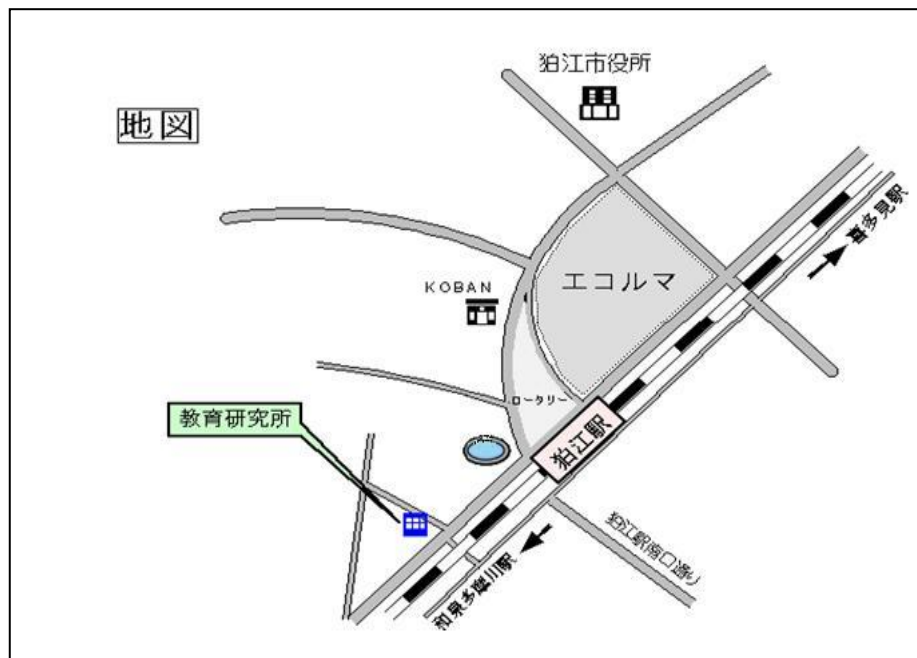 狛江市役所
地図
喜多見駅
エコルマ
KOBAN
ロータリー
教育研究所
狛江駅
狛江駅南口通り
和泉多摩川駅